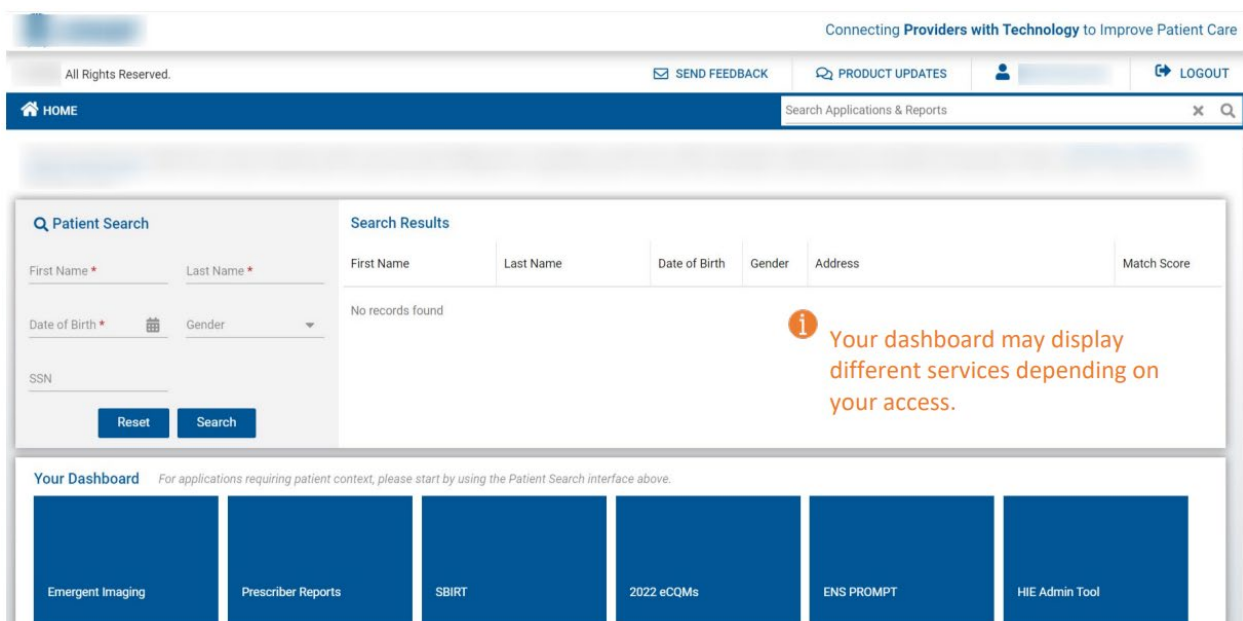 Connecting Providers with Technology to Improve Patient Care
All Rights Reserved.
SEND FEEDBACK
PRODUCT UPDATES
LOGOUT
HOME
Search Applications & Reports
Patient Search
First Name *
Last Name *
Date of Birth *
Gender
SSN
Reset
Search
Search Results
First Name
Last Name
Date of Birth
Gender
Address
Match Score
No records found
Your dashboard may display
different services depending on
your access.
Your Dashboard For applications requiring patient context, please start by using the Patient Search interface above.
Emergent Imaging
Prescriber Reports
SBIRT
2022 eCQMs
ENS PROMPT
HIE Admin Tool